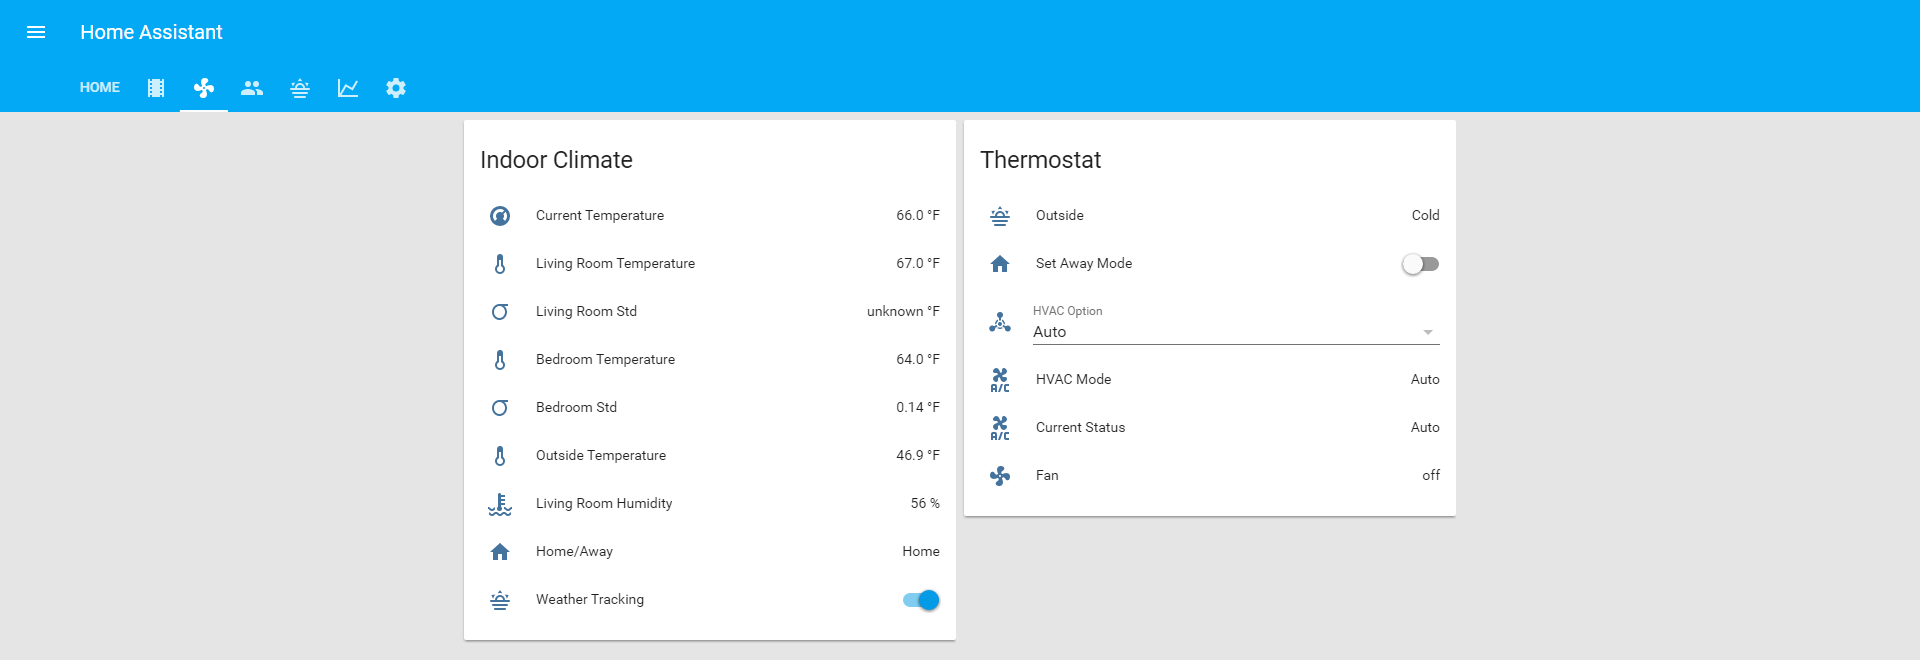 Home Assistant
HOME
Indoor Climate
Current Temperature 66.0 °F
Living Room Temperature 67.0 °F
Living Room Std unknown °F
Bedroom Temperature 64.0 °F
Bedroom Std 0.14 °F
Outside Temperature 46.9 °F
Living Room Humidity 56 %
Home/Away Home
Weather Tracking
Thermostat
Outside Cold
Set Away Mode
HVAC Option
Auto
A/C HVAC Mode Auto
A/C Current Status Auto
Fan off